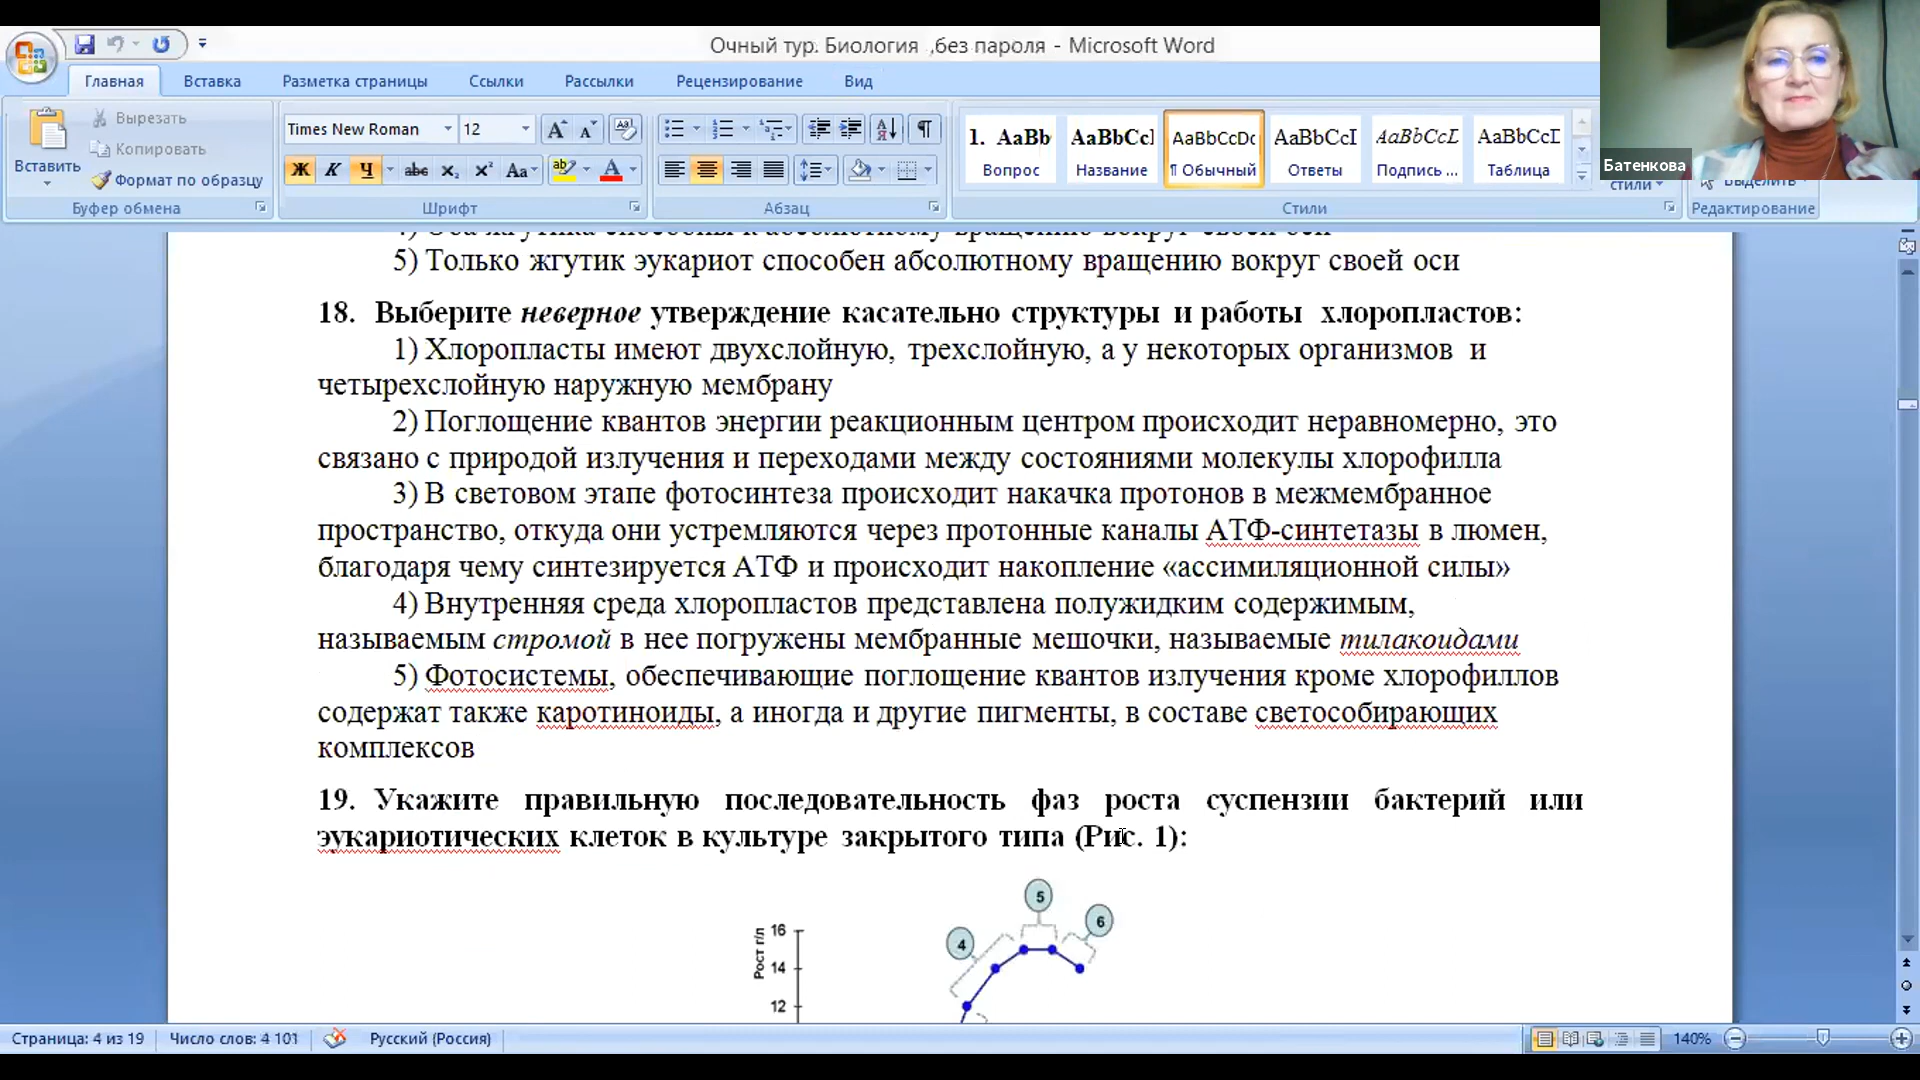 Очный тур. Биология ,без пароля - Microsoft Word
Главная Вставка Разметка страницы Ссылки Рассылки Рецензирование Вид
Вырезать
Копировать
Вставить
Формат по образцу
Буфер обмена
Times New Roman 12
Ж К Ч abc x₂ x² Aa ab A
Шрифт
Абзац
1. AaBb AaBbCcI AaBbCcDc AaBbCcI AaBbCcL AaBbCcI
Вопрос Название ¶ Обычный Ответы Подпись ... Таблица
Стили
стили
Выделить
Редактирование
Батенкова
5) Только жгутик эукариот способен абсолютному вращению вокруг своей оси
18. Выберите неверное утверждение касательно структуры и работы хлоропластов:
1) Хлоропласты имеют двухслойную, трехслойную, а у некоторых организмов и
четырехслойную наружную мембрану
2) Поглощение квантов энергии реакционным центром происходит неравномерно, это
связано с природой излучения и переходами между состояниями молекулы хлорофилла
3) В световом этапе фотосинтеза происходит накачка протонов в межмембранное
пространство, откуда они устремляются через протонные каналы АТФ-синтетазы в люмен,
благодаря чему синтезируется АТФ и происходит накопление «ассимиляционной силы»
4) Внутренняя среда хлоропластов представлена полужидким содержимым,
называемым стромой в нее погружены мембранные мешочки, называемые тилакоидами
5) Фотосистемы, обеспечивающие поглощение квантов излучения кроме хлорофиллов
содержат также каротиноиды, а иногда и другие пигменты, в составе светособирающих
комплексов
19. Укажите правильную последовательность фаз роста суспензии бактерий или
эукариотических клеток в культуре закрытого типа (Рис. 1):
5
6
4
Рост г/л
16
14
12
Страница: 4 из 19 Число слов: 4 101 Русский (Россия) 140%